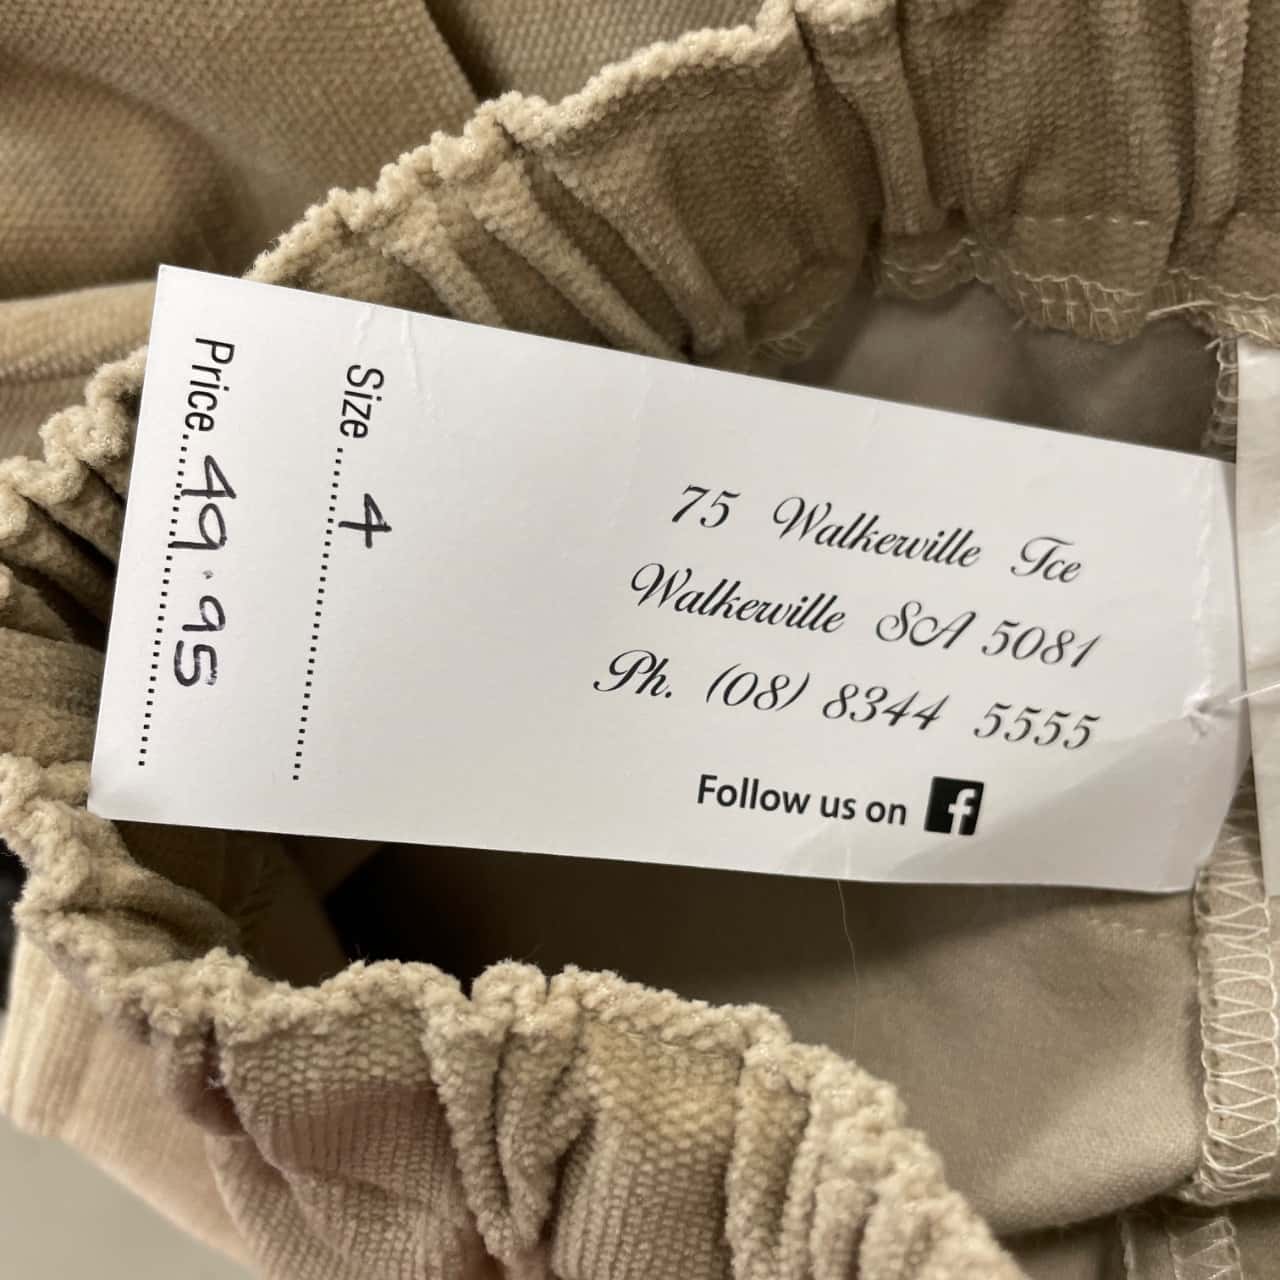 75 Walkerville Tce
Walkerville SA 5081
Ph. (08) 8344 5555
Follow us on f
Size.....4..............................
Price....49.95..............................